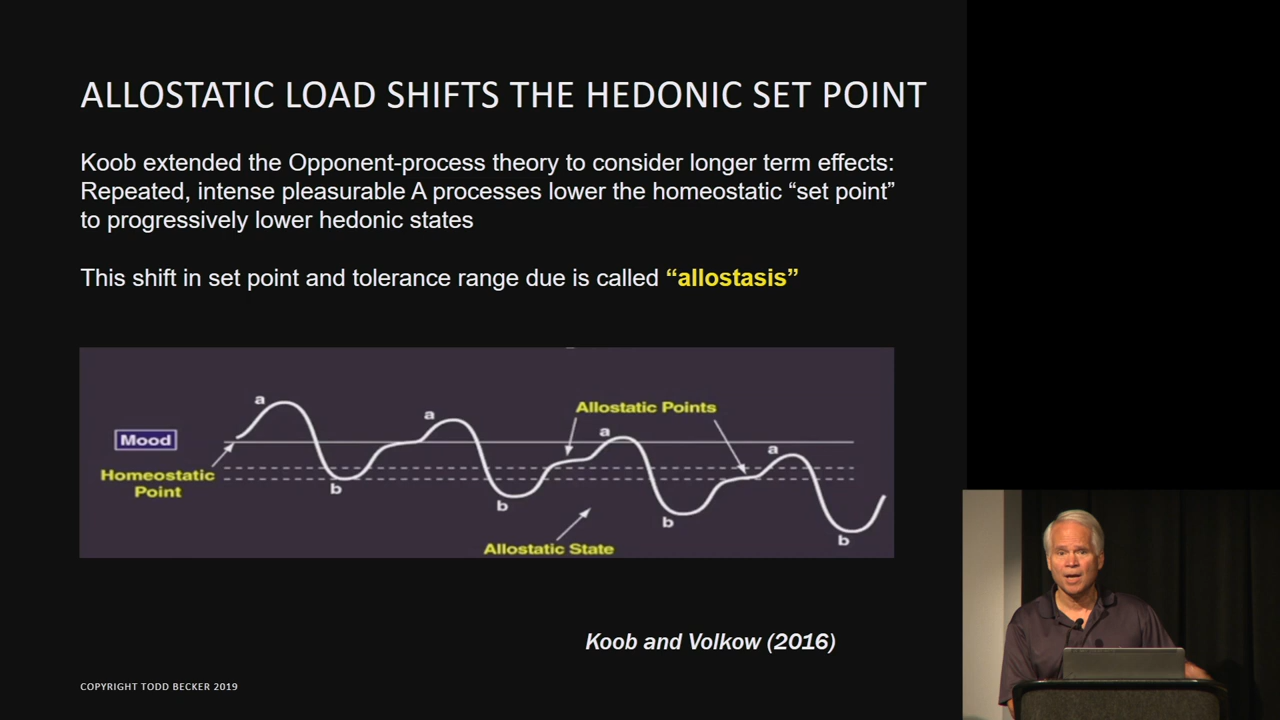 ALLOSTATIC LOAD SHIFTS THE HEDONIC SET POINT
Koob extended the Opponent-process theory to consider longer term effects:
Repeated, intense pleasurable A processes lower the homeostatic “set point”
to progressively lower hedonic states
This shift in set point and tolerance range due is called “allostasis”
a
a
Allostatic Points
a
a
Mood
Homeostatic
Point
b
b
b
b
Allostatic State
Koob and Volkow (2016)
COPYRIGHT TODD BECKER 2019